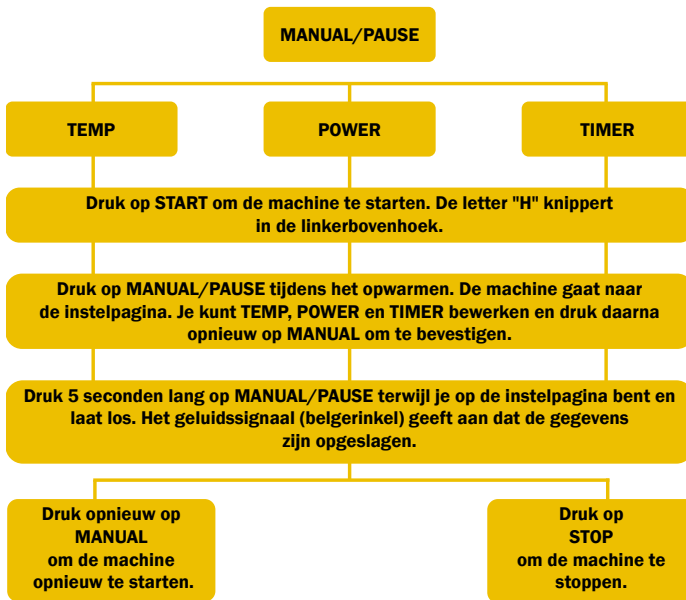 MANUAL/PAUSE
TEMP
POWER
TIMER
Druk op START om de machine te starten. De letter "H" knippert
in de linkerbovenhoek.
Druk op MANUAL/PAUSE tijdens het opwarmen. De machine gaat naar
de instelpagina. Je kunt TEMP, POWER en TIMER bewerken en druk daarna
opnieuw op MANUAL om te bevestigen.
Druk 5 seconden lang op MANUAL/PAUSE terwijl je op de instelpagina bent en
laat los. Het geluidssignaal (belgerinkel) geeft aan dat de gegevens
zijn opgeslagen.
Druk opnieuw op
MANUAL
om de machine
opnieuw te starten.
Druk op
STOP
om de machine te
stoppen.